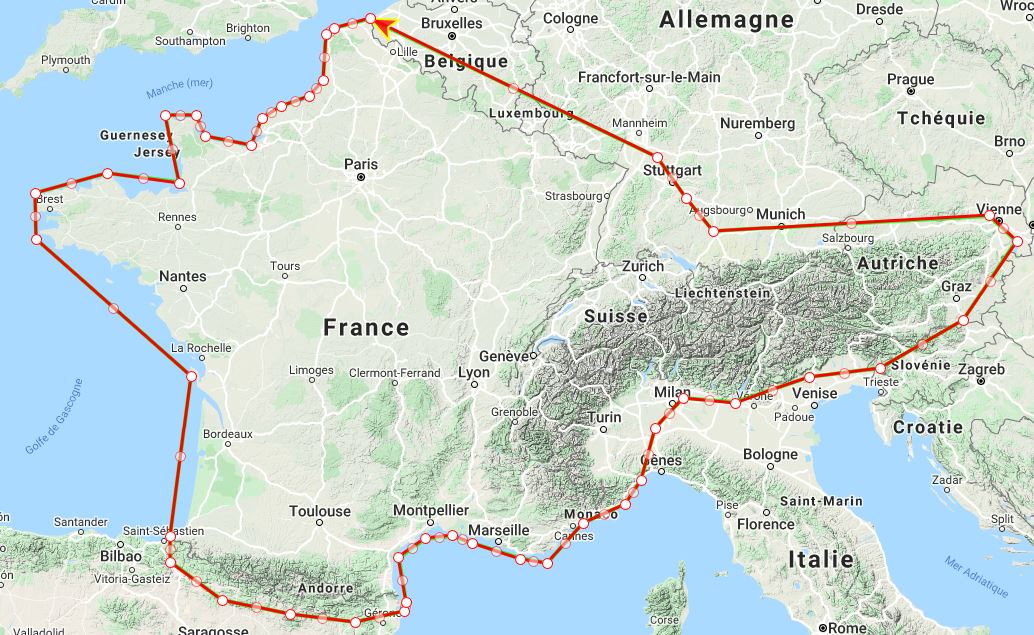 Cardiff
Anvers
Bruxelles
Cologne
Allemagne
Dresde
Wroc
Brighton
Southampton
Plymouth
Lille
Belgique
Francfort-sur-le-Main
Prague
Manche (mer)
Luxembourg
Mannheim
Nuremberg
Tchéquie
Guernesey
Jersey
Brno
Paris
Stuttgart
Strasbourg
Brest
Rennes
Augsbourg
Munich
Vienne
Salzbourg
Nantes
Tours
Zurich
Autriche
Liechtenstein
Graz
Suisse
France
La Rochelle
Genève
Limoges
Clermont-Ferrand
Lyon
Slovénie
Zagreb
Trieste
Milan
Vérone
Venise
Padoue
Grenoble
Turin
Golfe de Gascogne
Bordeaux
Croatie
Bologne
Gênes
Zadar
Toulouse
Montpellier
Monaco
Pise
Saint-Marin
Santander
Saint-Sébastien
Marseille
Cannes
Florence
Split
Bilbao
Vitoria-Gasteiz
Andorre
Italie
Mer Adriatique
Gérone
Corse
Valladolid
Saragosse
Rome